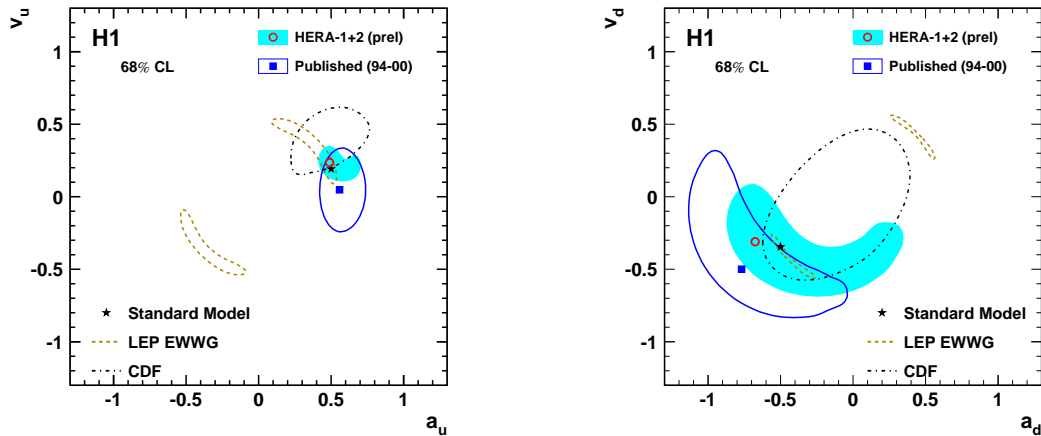 v_u
H1
HERA-1+2 (prel)
68% CL
Published (94-00)
1
0.5
0
-0.5
-1
Standard Model
LEP EWWG
CDF
-1 -0.5 0 0.5 1
a_u
v_d
H1
HERA-1+2 (prel)
68% CL
Published (94-00)
1
0.5
0
-0.5
-1
Standard Model
LEP EWWG
CDF
-1 -0.5 0 0.5 1
a_d